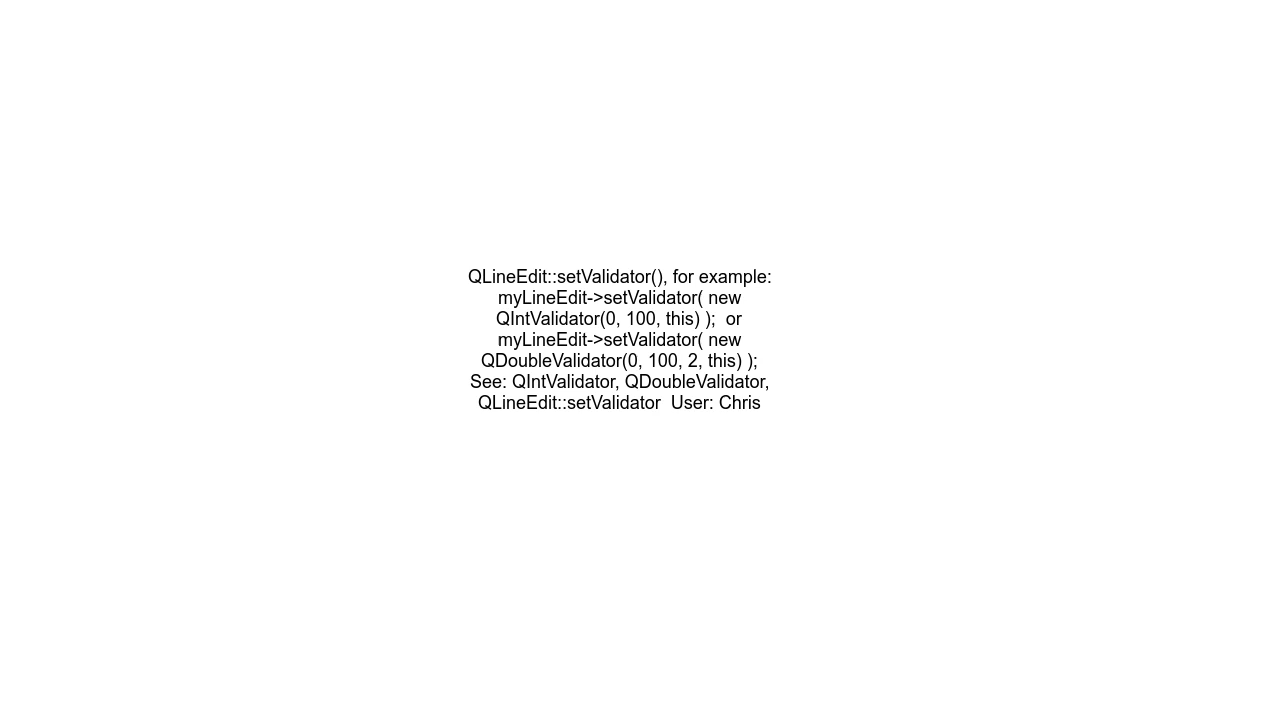 QLineEdit::setValidator(), for example:
myLineEdit->setValidator( new
QIntValidator(0, 100, this) );  or
myLineEdit->setValidator( new
QDoubleValidator(0, 100, 2, this) );
See: QIntValidator, QDoubleValidator,
QLineEdit::setValidator  User: Chris